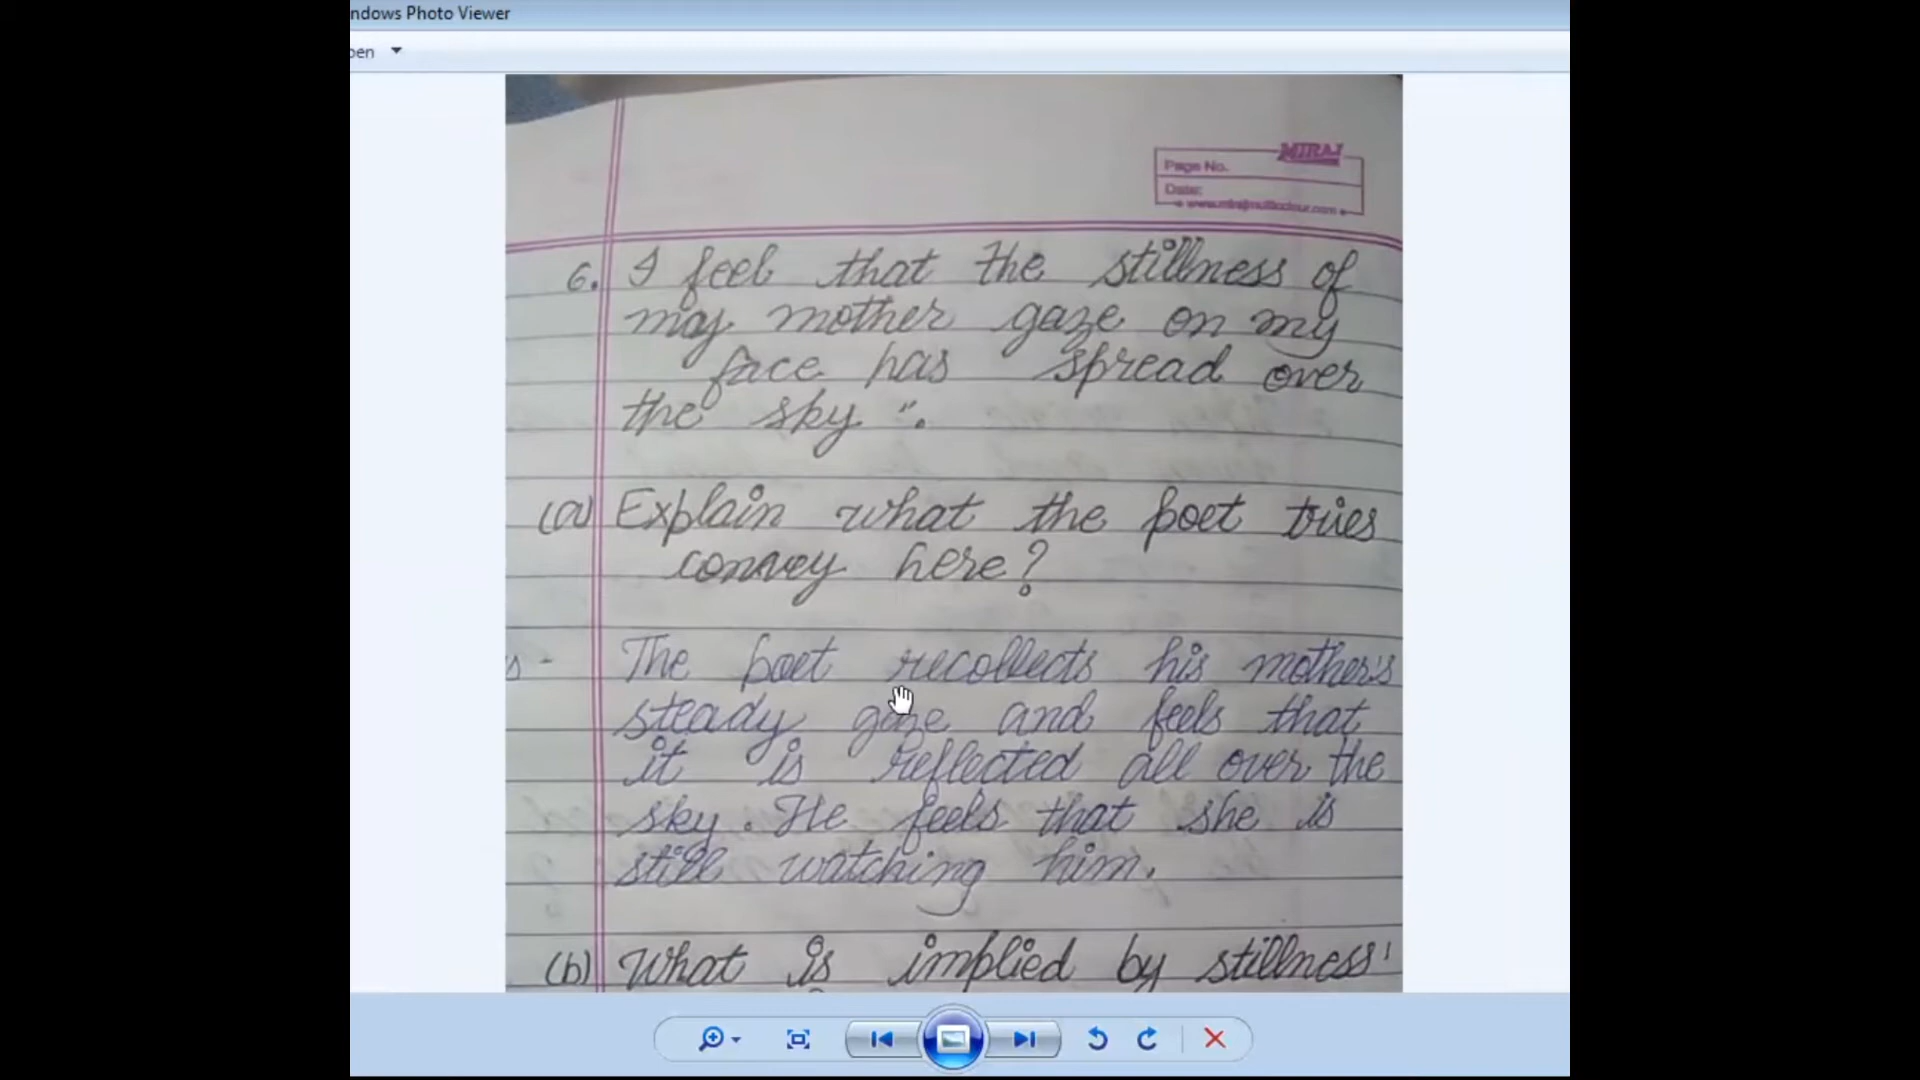 ndows Photo Viewer
pen
MIRAJ
Page No.
Date:
www.mirajmulticolour.com
6. I feel that the stillness of
my mother gaze on my
face has spread over
the sky ".
(a) Explain what the poet tries
convey here?
s - The poet recollects his mother's
steady gaze and feels that
it is reflected all over the
sky. He feels that she is
still watching him.
(b) What is implied by stillness'